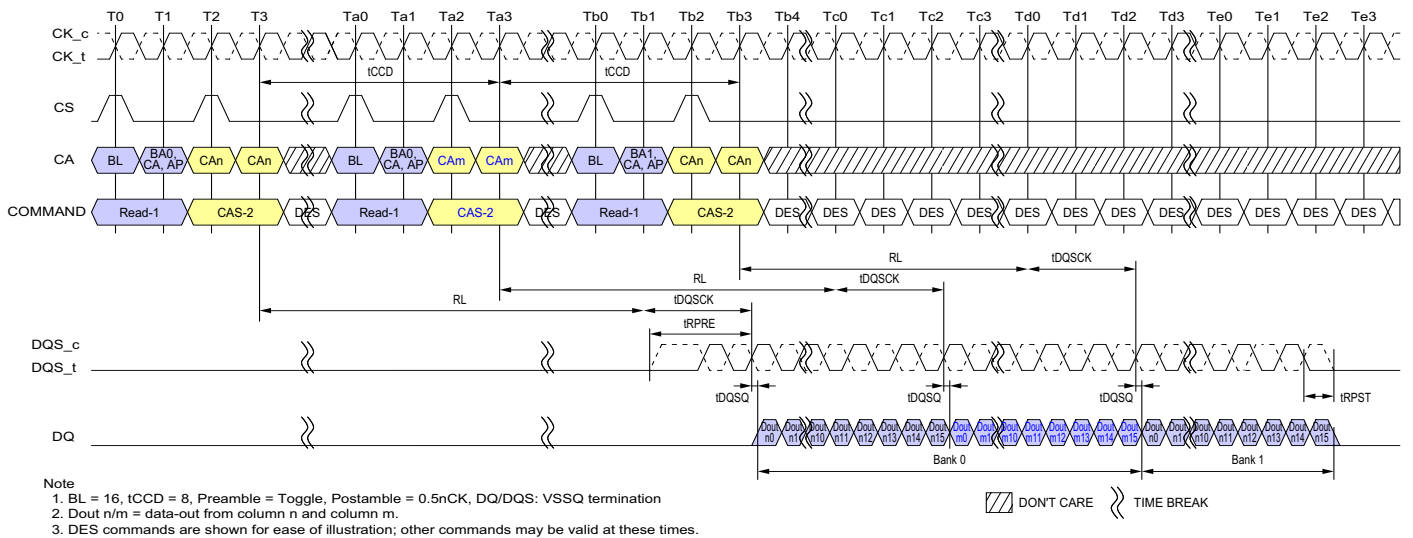 T0 T1 T2 T3 Ta0 Ta1 Ta2 Ta3 Tb0 Tb1 Tb2 Tb3 Tb4 Tc0 Tc1 Tc2 Tc3 Td0 Td1 Td2 Td3 Te0 Te1 Te2 Te3
CK_c
CK_t
tCCD tCCD
CS
CA BL BA0, CA, AP CAn CAn BL BA0, CA, AP CAm CAm BL BA1, CA, AP CAn CAn
COMMAND Read-1 CAS-2 DES Read-1 CAS-2 DES Read-1 CAS-2 DES DES DES DES DES DES DES DES DES DES DES DES DES
RL tDQSCK
RL tDQSCK
RL tDQSCK
tRPRE
DQS_c
DQS_t
tDQSQ tDQSQ tDQSQ tRPST
DQ Dout n0 Dout n1 Dout n10 Dout n11 Dout n12 Dout n13 Dout n14 Dout n15 Dout m0 Dout m1 Dout m10 Dout m11 Dout m12 Dout m13 Dout m14 Dout m15 Dout n0 Dout n1 Dout n10 Dout n11 Dout n12 Dout n13 Dout n14 Dout n15
Bank 0 Bank 1
Note
1. BL = 16, tCCD = 8, Preamble = Toggle, Postamble = 0.5nCK, DQ/DQS: VSSQ termination
2. Dout n/m = data-out from column n and column m.
3. DES commands are shown for ease of illustration; other commands may be valid at these times.
DON'T CARE TIME BREAK